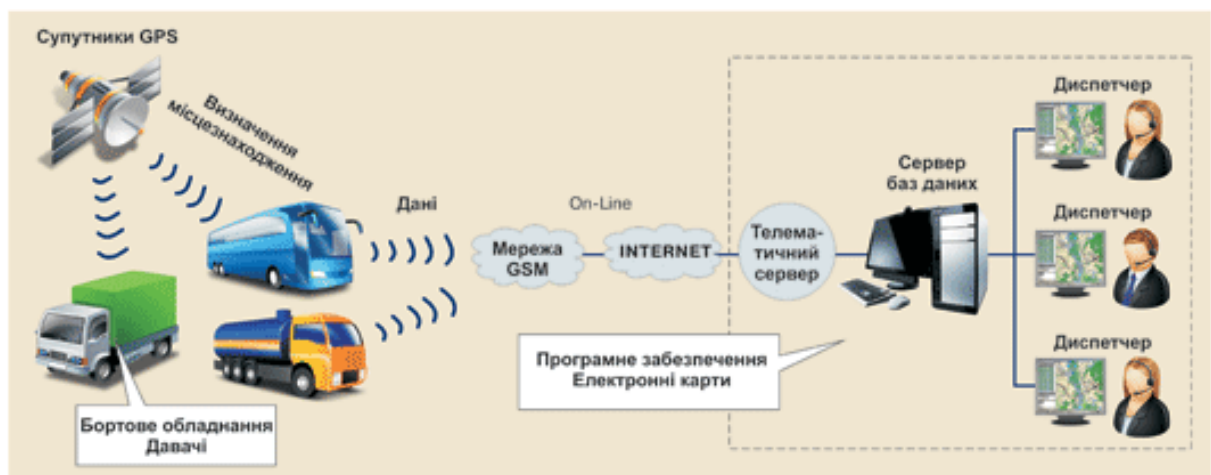 Супутники GPS
Визначення
місцезнаходження
Дані
On-Line
Мережа
GSM
INTERNET
Телема-
тичний
сервер
Сервер
баз даних
Диспетчер
Диспетчер
Диспетчер
Програмне забезпечення
Електронні карти
Бортове обладнання
Давачі